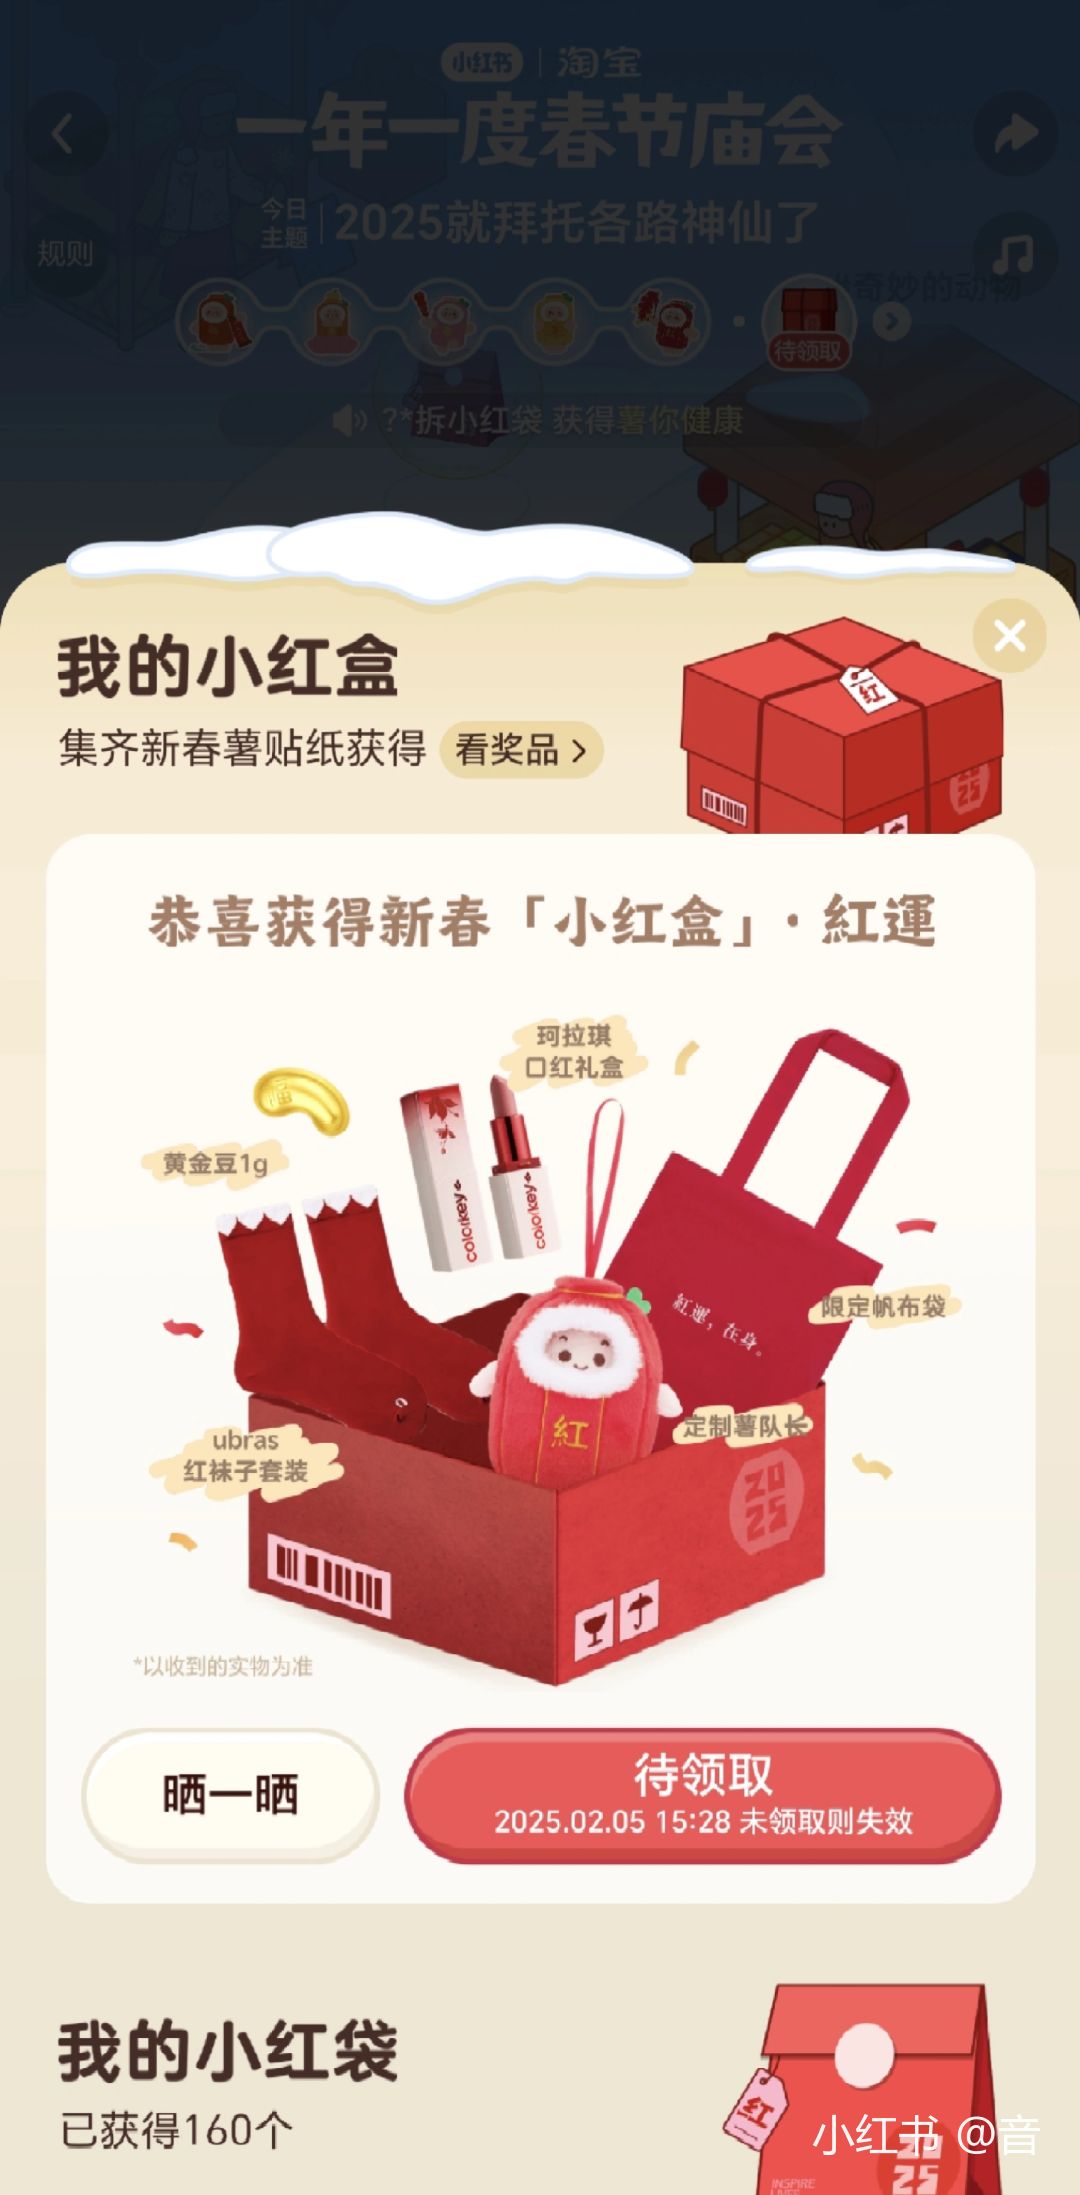 小红书 | 淘宝
一年一度春节庙会
今日主题 | 2025就拜托各路神仙了
规则
奇妙的动物
待领取
?*拆小红袋 获得薯你健康
我的小红盒
集齐新春薯贴纸获得 看奖品 >
红
2025
恭喜获得新春「小红盒」· 紅運
珂拉琪
口红礼盒
福
黄金豆1g
colorkey
colorkey
紅運，在身。
限定帆布袋
紅
定制薯队长
ubras
红袜子套装
2025
*以收到的实物为准
晒一晒
待领取
2025.02.05 15:28 未领取则失效
我的小红袋
已获得160个
红
小红书 @音
2025
INSPIRE